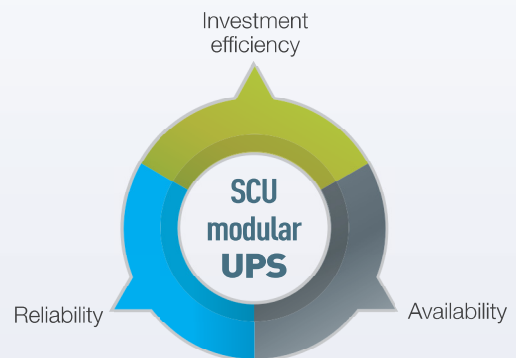 Investment
efficiency
SCU
modular
UPS
Reliability
Availability